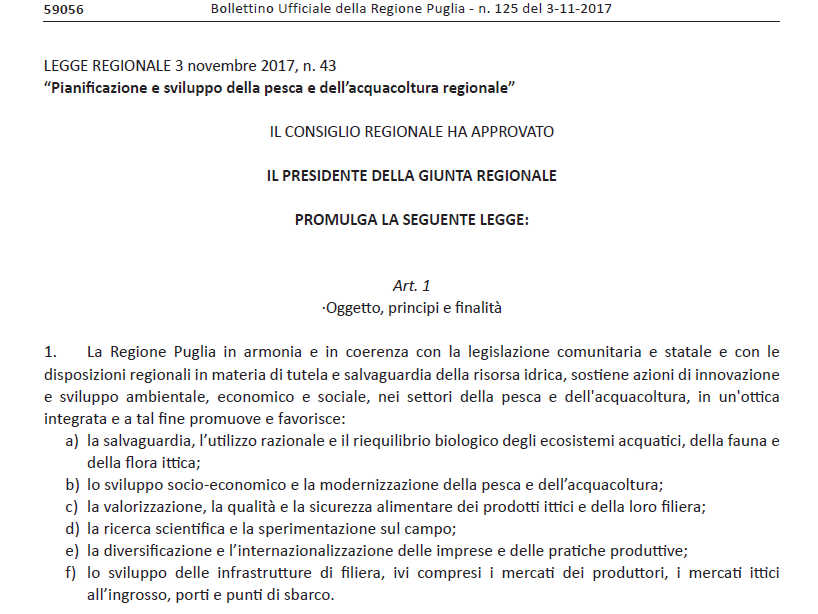 59056 Bollettino Ufficiale della Regione Puglia - n. 125 del 3-11-2017
LEGGE REGIONALE 3 novembre 2017, n. 43
“Pianificazione e sviluppo della pesca e dell’acquacoltura regionale”
IL CONSIGLIO REGIONALE HA APPROVATO
IL PRESIDENTE DELLA GIUNTA REGIONALE
PROMULGA LA SEGUENTE LEGGE:
Art. 1
·Oggetto, principi e finalità
1. La Regione Puglia in armonia e in coerenza con la legislazione comunitaria e statale e con le
disposizioni regionali in materia di tutela e salvaguardia della risorsa idrica, sostiene azioni di innovazione
e sviluppo ambientale, economico e sociale, nei settori della pesca e dell'acquacoltura, in un'ottica
integrata e a tal fine promuove e favorisce:
a) la salvaguardia, l’utilizzo razionale e il riequilibrio biologico degli ecosistemi acquatici, della fauna e
della flora ittica;
b) lo sviluppo socio-economico e la modernizzazione della pesca e dell’acquacoltura;
c) la valorizzazione, la qualità e la sicurezza alimentare dei prodotti ittici e della loro filiera;
d) la ricerca scientifica e la sperimentazione sul campo;
e) la diversificazione e l’internazionalizzazione delle imprese e delle pratiche produttive;
f) lo sviluppo delle infrastrutture di filiera, ivi compresi i mercati dei produttori, i mercati ittici
all’ingrosso, porti e punti di sbarco.